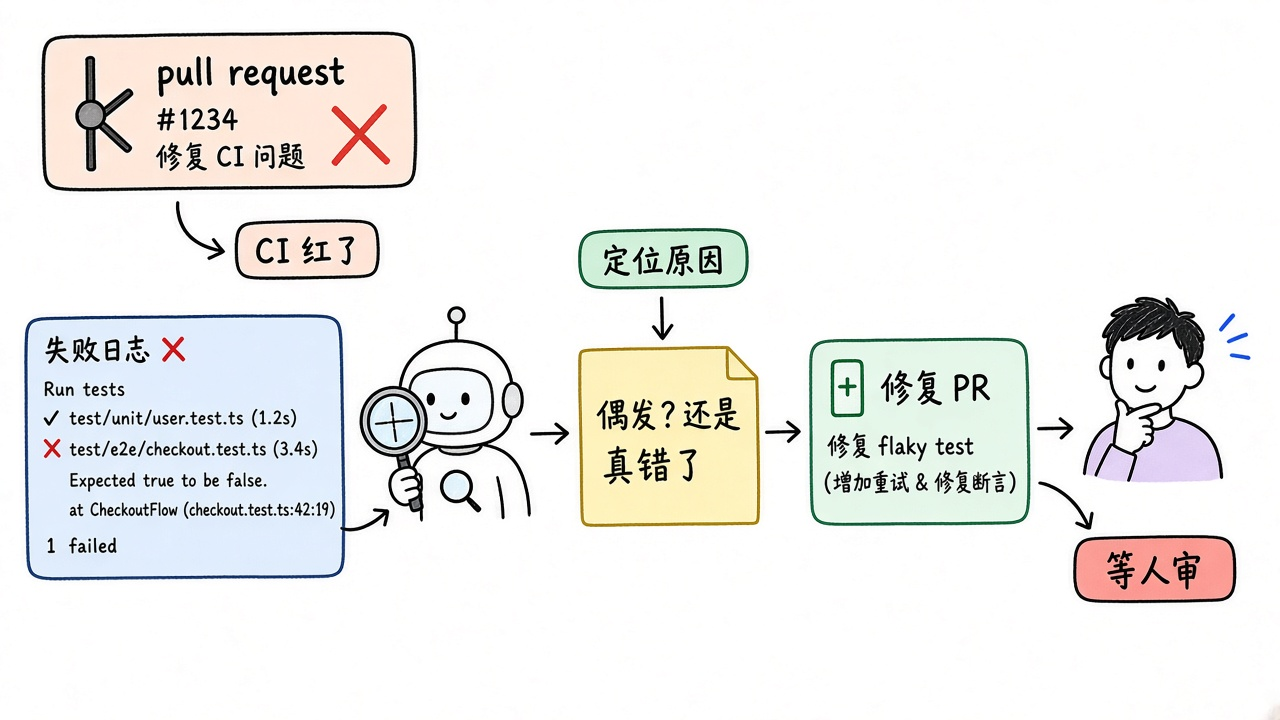 pull request
#1234
修复 CI 问题
CI 红了
失败日志
Run tests
✓ test/unit/user.test.ts (1.2s)
✗ test/e2e/checkout.test.ts (3.4s)
Expected true to be false.
at CheckoutFlow (checkout.test.ts:42:19)
1 failed
定位原因
偶发?还是
真错了
修复 PR
修复 flaky test
(增加重试 & 修复断言)
等人审